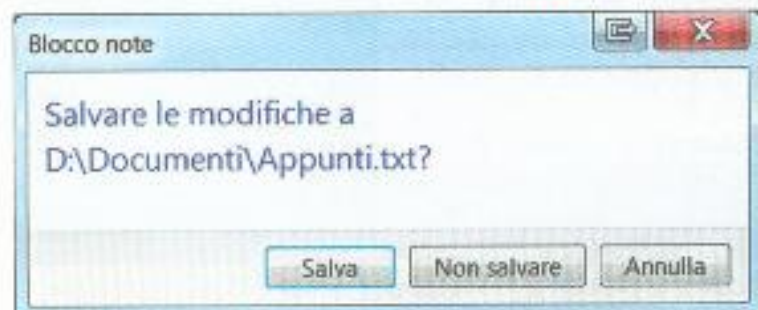 Blocco note
Salvare le modifiche a
D:\Documenti\Appunti.txt?
Salva Non salvare Annulla